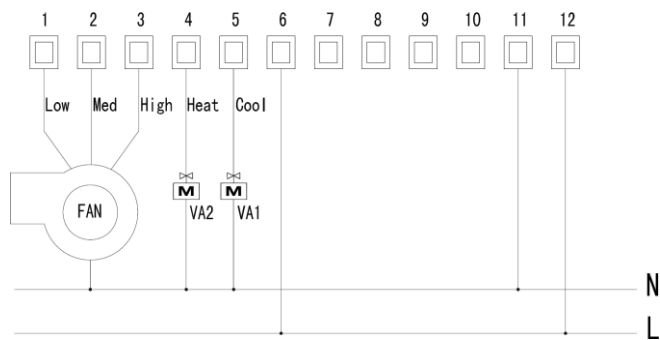 1 2 3 4 5 6 7 8 9 10 11 12
Low Med High Heat Cool
M M
FAN VA2 VA1
N
L